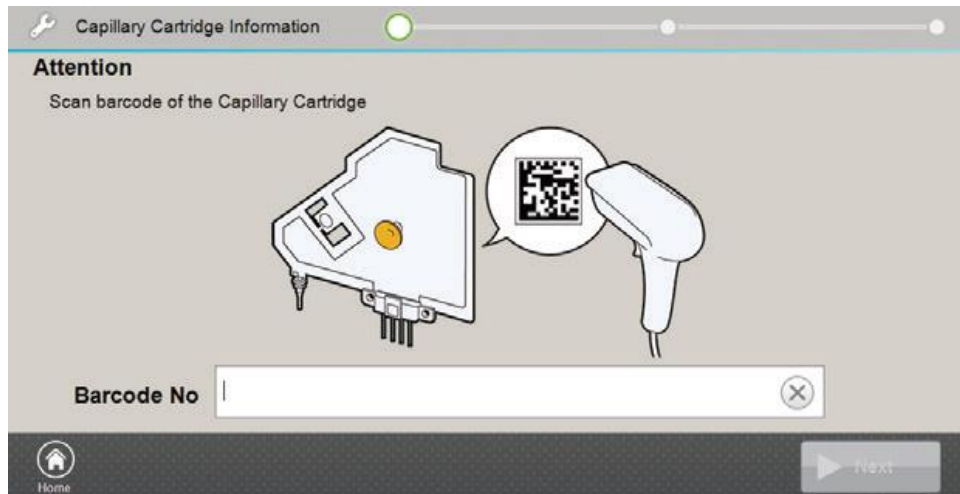 Capillary Cartridge Information
Attention
Scan barcode of the Capillary Cartridge
Barcode No
Home
Next